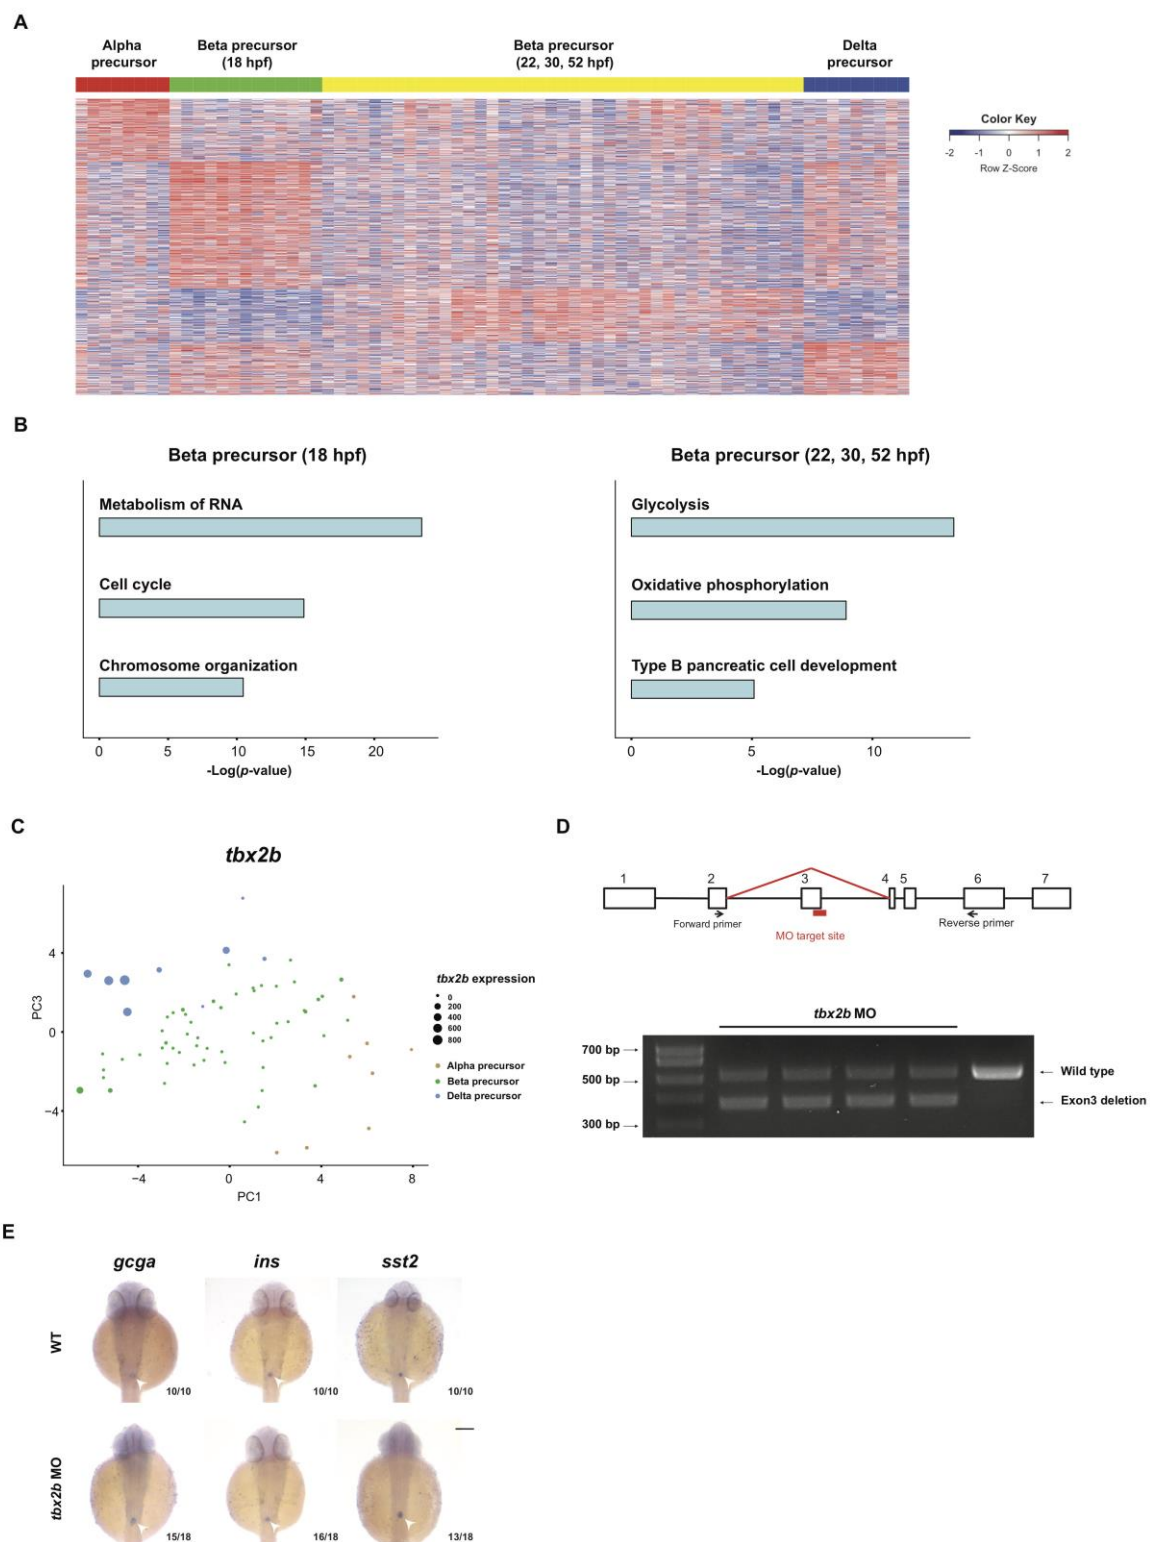 A
Alpha
precursor
Beta precursor
(18 hpf)
Beta precursor
(22, 30, 52 hpf)
Delta
precursor
Color Key
-2 -1 0 1 2
Row Z-Score
B
Beta precursor (18 hpf)
Metabolism of RNA
Cell cycle
Chromosome organization
0 5 10 15 20
-Log(p-value)
Beta precursor (22, 30, 52 hpf)
Glycolysis
Oxidative phosphorylation
Type B pancreatic cell development
0 5 10
-Log(p-value)
C
tbx2b
4
0
−4
PC3
−4 0 4 8
PC1
tbx2b expression
0
200
400
600
800
Alpha precursor
Beta precursor
Delta precursor
D
1 2 3 4 5 6 7
Forward primer
Reverse primer
MO target site
tbx2b MO
700 bp
500 bp
300 bp
Wild type
Exon3 deletion
E
gcga ins sst2
WT
10/10 10/10 10/10
tbx2b MO
15/18 16/18 13/18